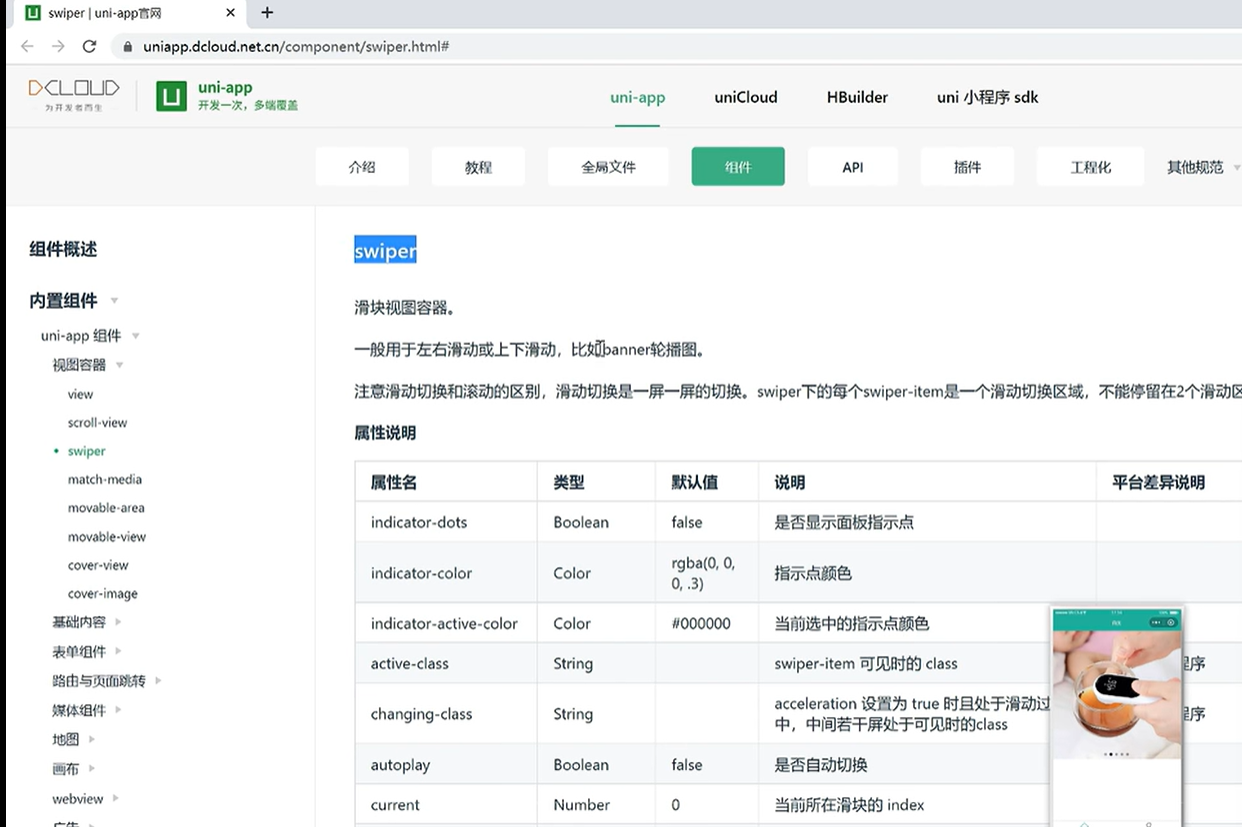 swiper | uni-app官网
uniapp.dcloud.net.cn/component/swiper.html#
DCLOUD
为开发者而生
uni-app
开发一次，多端覆盖
uni-app
uniCloud
HBuilder
uni 小程序 sdk
介绍
教程
全局文件
组件
API
插件
工程化
其他规范
组件概述
内置组件
uni-app 组件
视图容器
view
scroll-view
swiper
match-media
movable-area
movable-view
cover-view
cover-image
基础内容
表单组件
路由与页面跳转
媒体组件
地图
画布
webview
广告
swiper
滑块视图容器。
一般用于左右滑动或上下滑动，比如banner轮播图。
注意滑动切换和滚动的区别，滑动切换是一屏一屏的切换。swiper下的每个swiper-item是一个滑动切换区域，不能停留在2个滑动区
属性说明
属性名 类型 默认值 说明 平台差异说明
indicator-dots Boolean false 是否显示面板指示点
indicator-color Color rgba(0, 0, 0, .3) 指示点颜色
indicator-active-color Color #000000 当前选中的指示点颜色
active-class String swiper-item 可见时的 class 程序
changing-class String acceleration 设置为 true 时且处于滑动过
中，中间若干屏处于可见时的class 程序
autoplay Boolean false 是否自动切换
current Number 0 当前所在滑块的 index